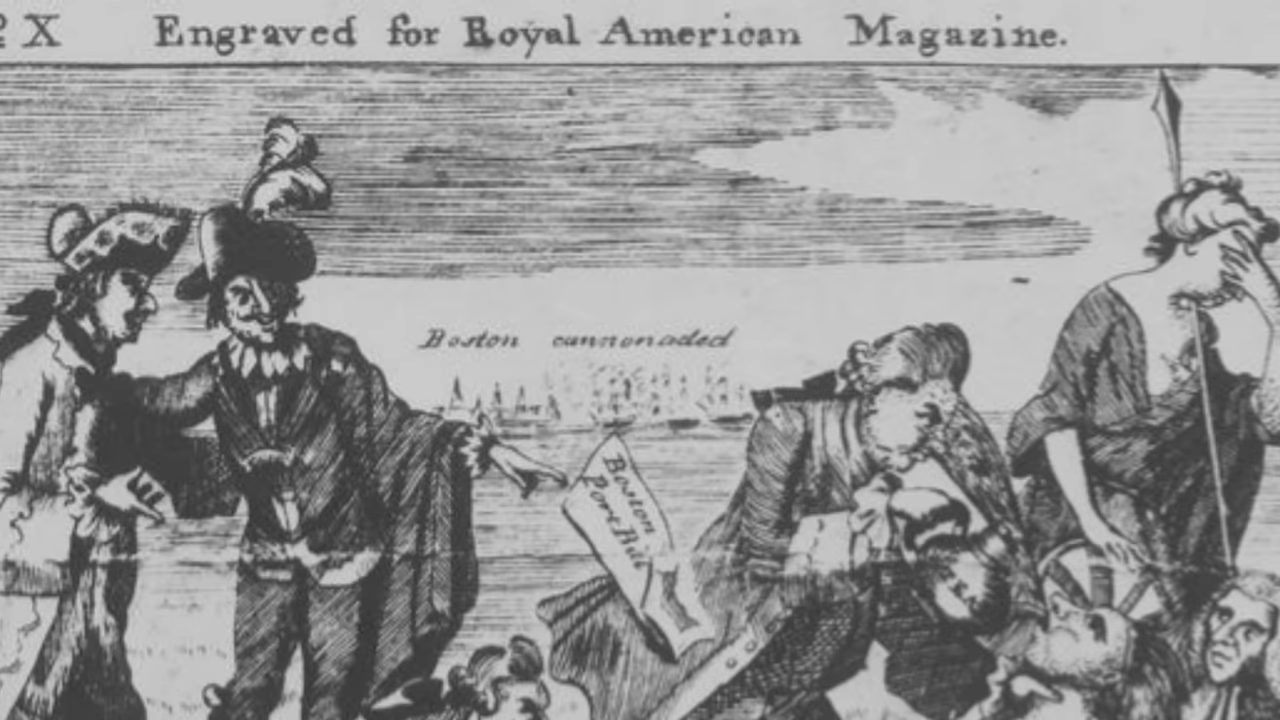 º X Engraved for Royal American Magazine.
Boston cannonaded
Boston
Port Bill